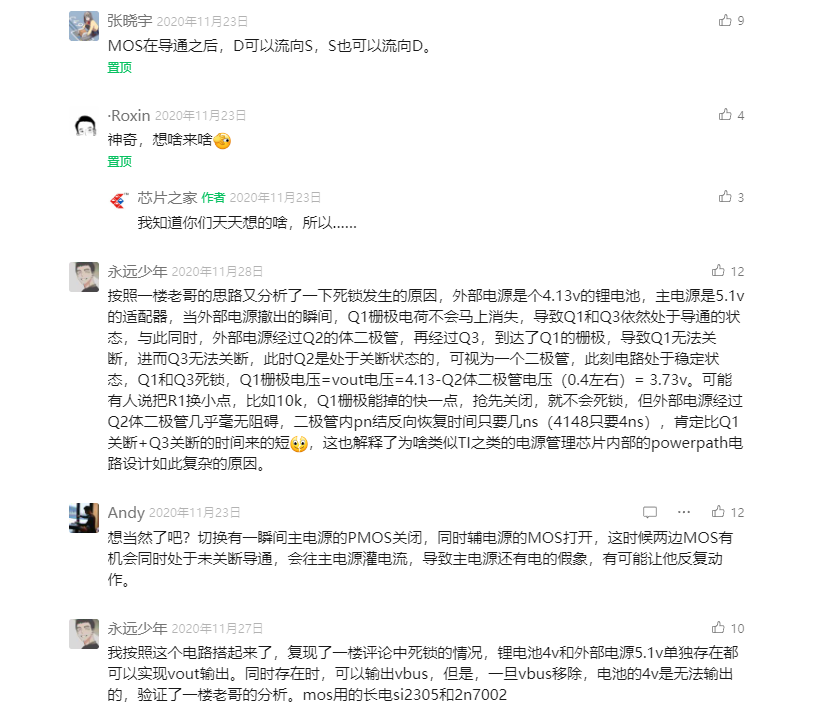 张晓宇 2020年11月23日 9
MOS在导通之后，D可以流向S，S也可以流向D。
置顶
·Roxin 2020年11月23日 4
神奇，想啥来啥
置顶
芯片之家 作者 2020年11月23日 3
我知道你们天天想的啥，所以......
永远少年 2020年11月28日 12
按照一楼老哥的思路又分析了一下死锁发生的原因，外部电源是个4.13v的锂电池，主电源是5.1v
的适配器，当外部电源撤出的瞬间，Q1栅极电荷不会马上消失，导致Q1和Q3依然处于导通的状
态，与此同时，外部电源经过Q2的体二极管，再经过Q3，到达了Q1的栅极，导致Q1无法关
断，进而Q3无法关断，此时Q2是处于关断状态的，可视为一个二极管，此刻电路处于稳定状
态，Q1和Q3死锁，Q1栅极电压=vout电压=4.13-Q2体二极管电压（0.4左右）= 3.73v。可能
有人说把R1换小点，比如10k，Q1栅极能掉的快一点，抢先关闭，就不会死锁，但外部电源经过
Q2体二极管几乎毫无阻碍，二极管内pn结反向恢复时间只要几ns（4148只要4ns），肯定比Q1
关断+Q3关断的时间来的短，这也解释了为啥类似TI之类的电源管理芯片内部的powerpath电
路设计如此复杂的原因。
Andy 2020年11月23日 12
想当然了吧？切换有一瞬间主电源的PMOS关闭，同时辅电源的MOS打开，这时候两边MOS有
机会同时处于未关断导通，会往主电源灌电流，导致主电源还有电的假象，有可能让他反复动
作。
永远少年 2020年11月27日 10
我按照这个电路搭起来了，复现了一楼评论中死锁的情况，锂电池4v和外部电源5.1v单独存在都
可以实现vout输出。同时存在时，可以输出vbus，但是，一旦vbus移除，电池的4v是无法输出
的，验证了一楼老哥的分析。mos用的长电si2305和2n7002